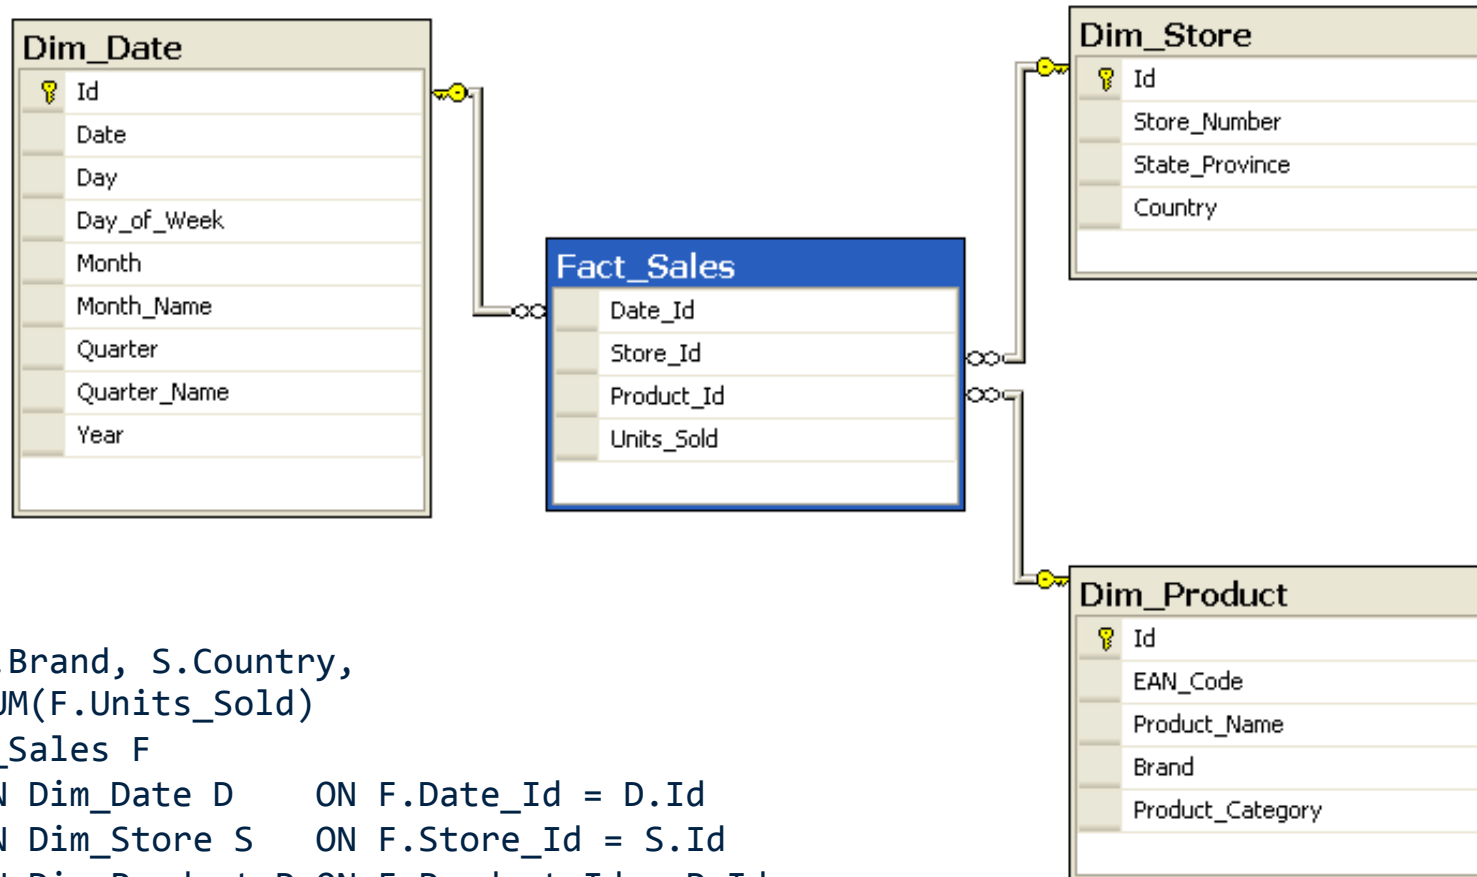 Dim_Date
Id
Date
Day
Day_of_Week
Month
Month_Name
Quarter
Quarter_Name
Year
Fact_Sales
Date_Id
Store_Id
Product_Id
Units_Sold
Dim_Store
Id
Store_Number
State_Province
Country
Dim_Product
Id
EAN_Code
Product_Name
Brand
Product_Category
.Brand, S.Country,
UM(F.Units_Sold)
_Sales F
N Dim_Date D ON F.Date_Id = D.Id
N Dim_Store S ON F.Store_Id = S.Id